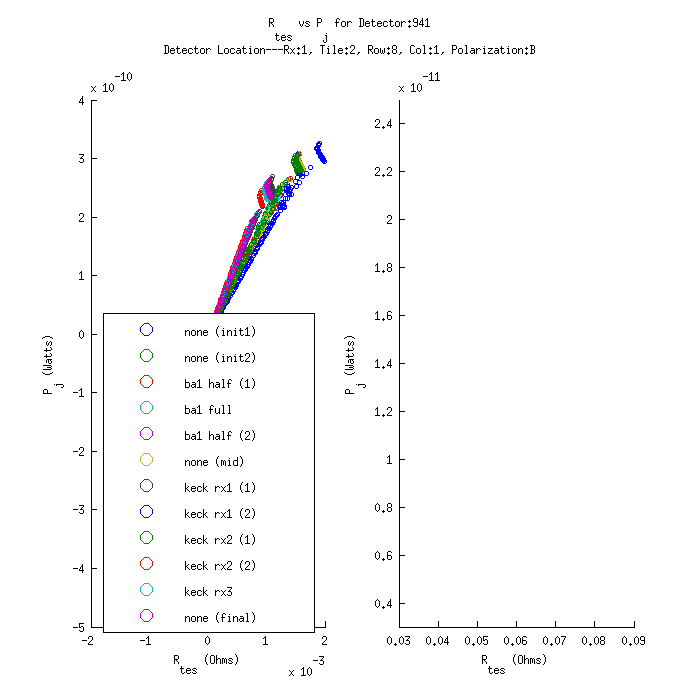 R tes vs P j for Detector:941
Detector Location---Rx:1, Tile:2, Row:8, Col:1, Polarization:B
x 10 -10
4
3
2
1
0
-1
-2
-3
-4
-5
P j (Watts)
none (init1)
none (init2)
ba1 half (1)
ba1 full
ba1 half (2)
none (mid)
keck rx1 (1)
keck rx1 (2)
keck rx2 (1)
keck rx2 (2)
keck rx3
none (final)
-2 -1 0 1 2
R tes (Ohms)
x 10 -3
x 10 -11
2.4
2.2
2
1.8
1.6
1.4
1.2
1
0.8
0.6
0.4
P j (Watts)
0.03 0.04 0.05 0.06 0.07 0.08 0.09
R tes (Ohms)